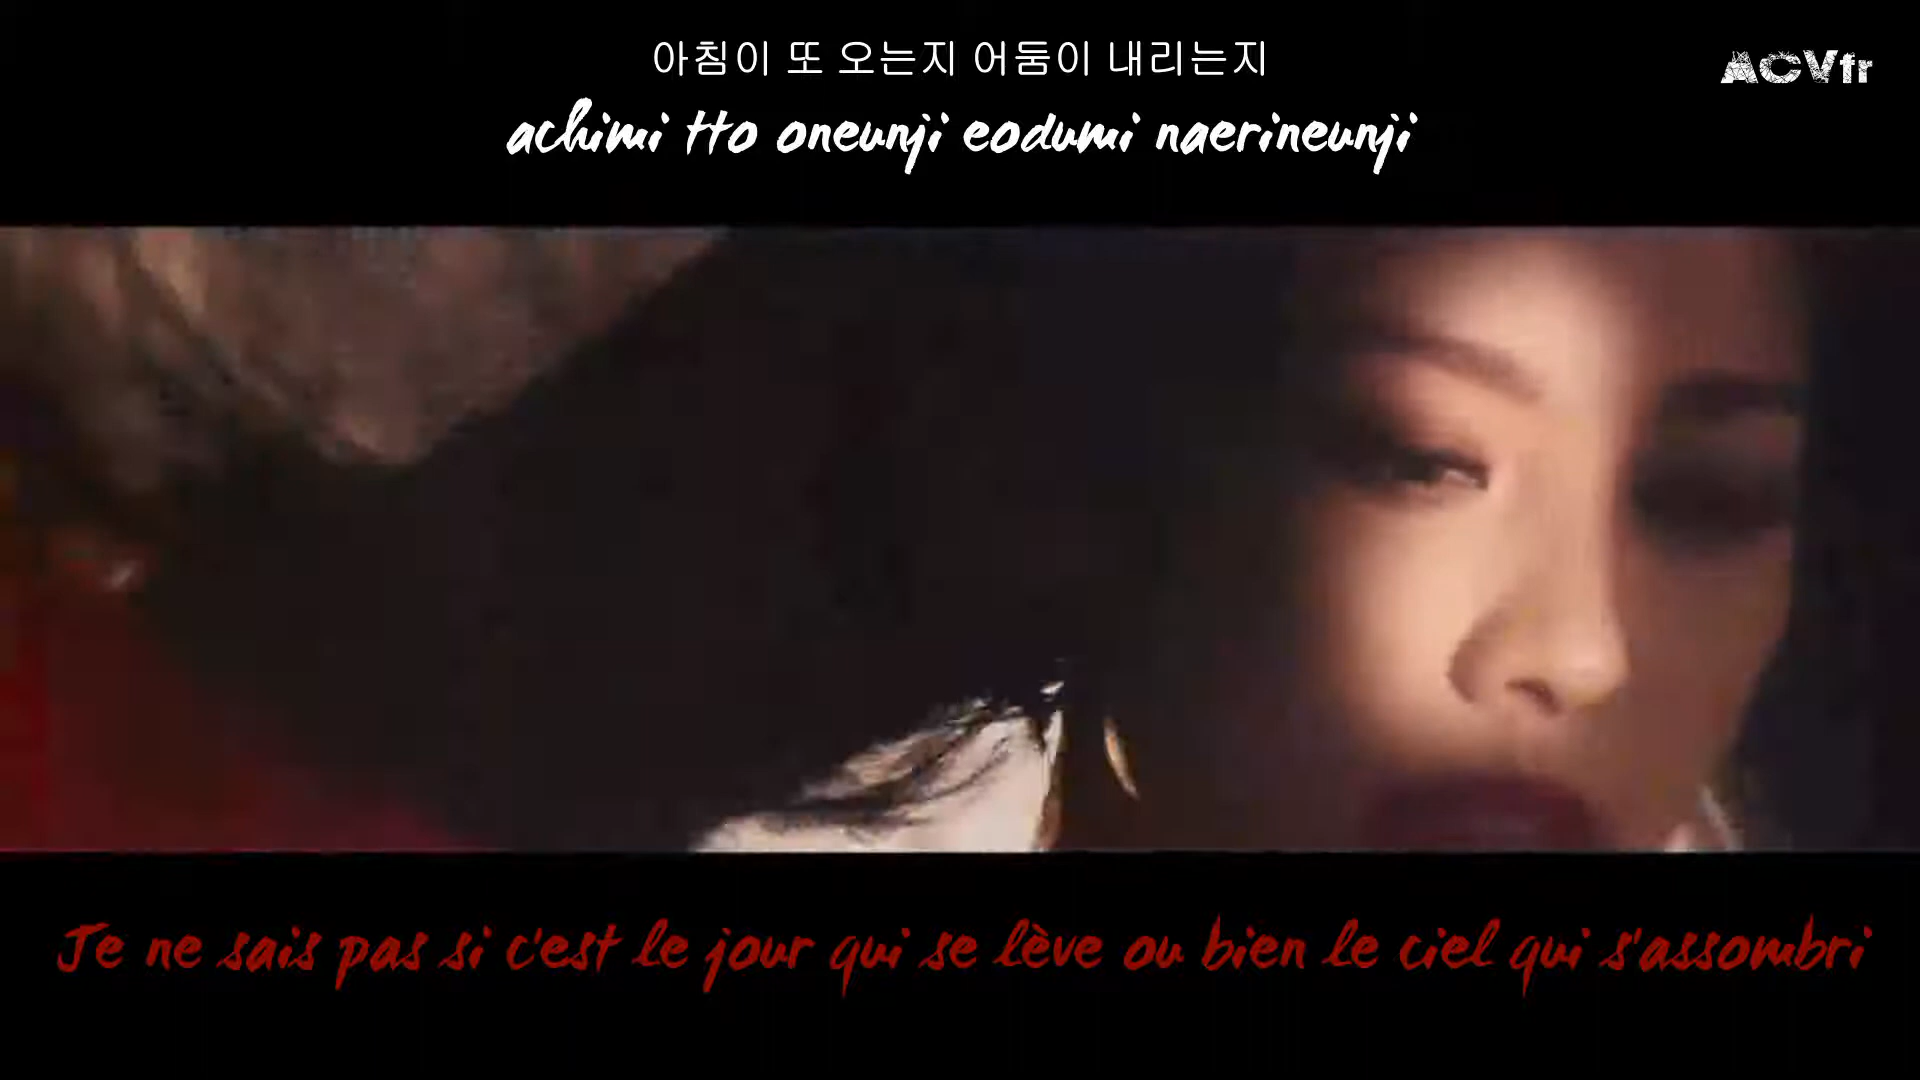 아침이 또 오는지 어둠이 내리는지
ACVfr
achimi tto oneunji eodumi naerineunji
Je ne sais pas si c'est le jour qui se lève ou bien le ciel qui s'assombri